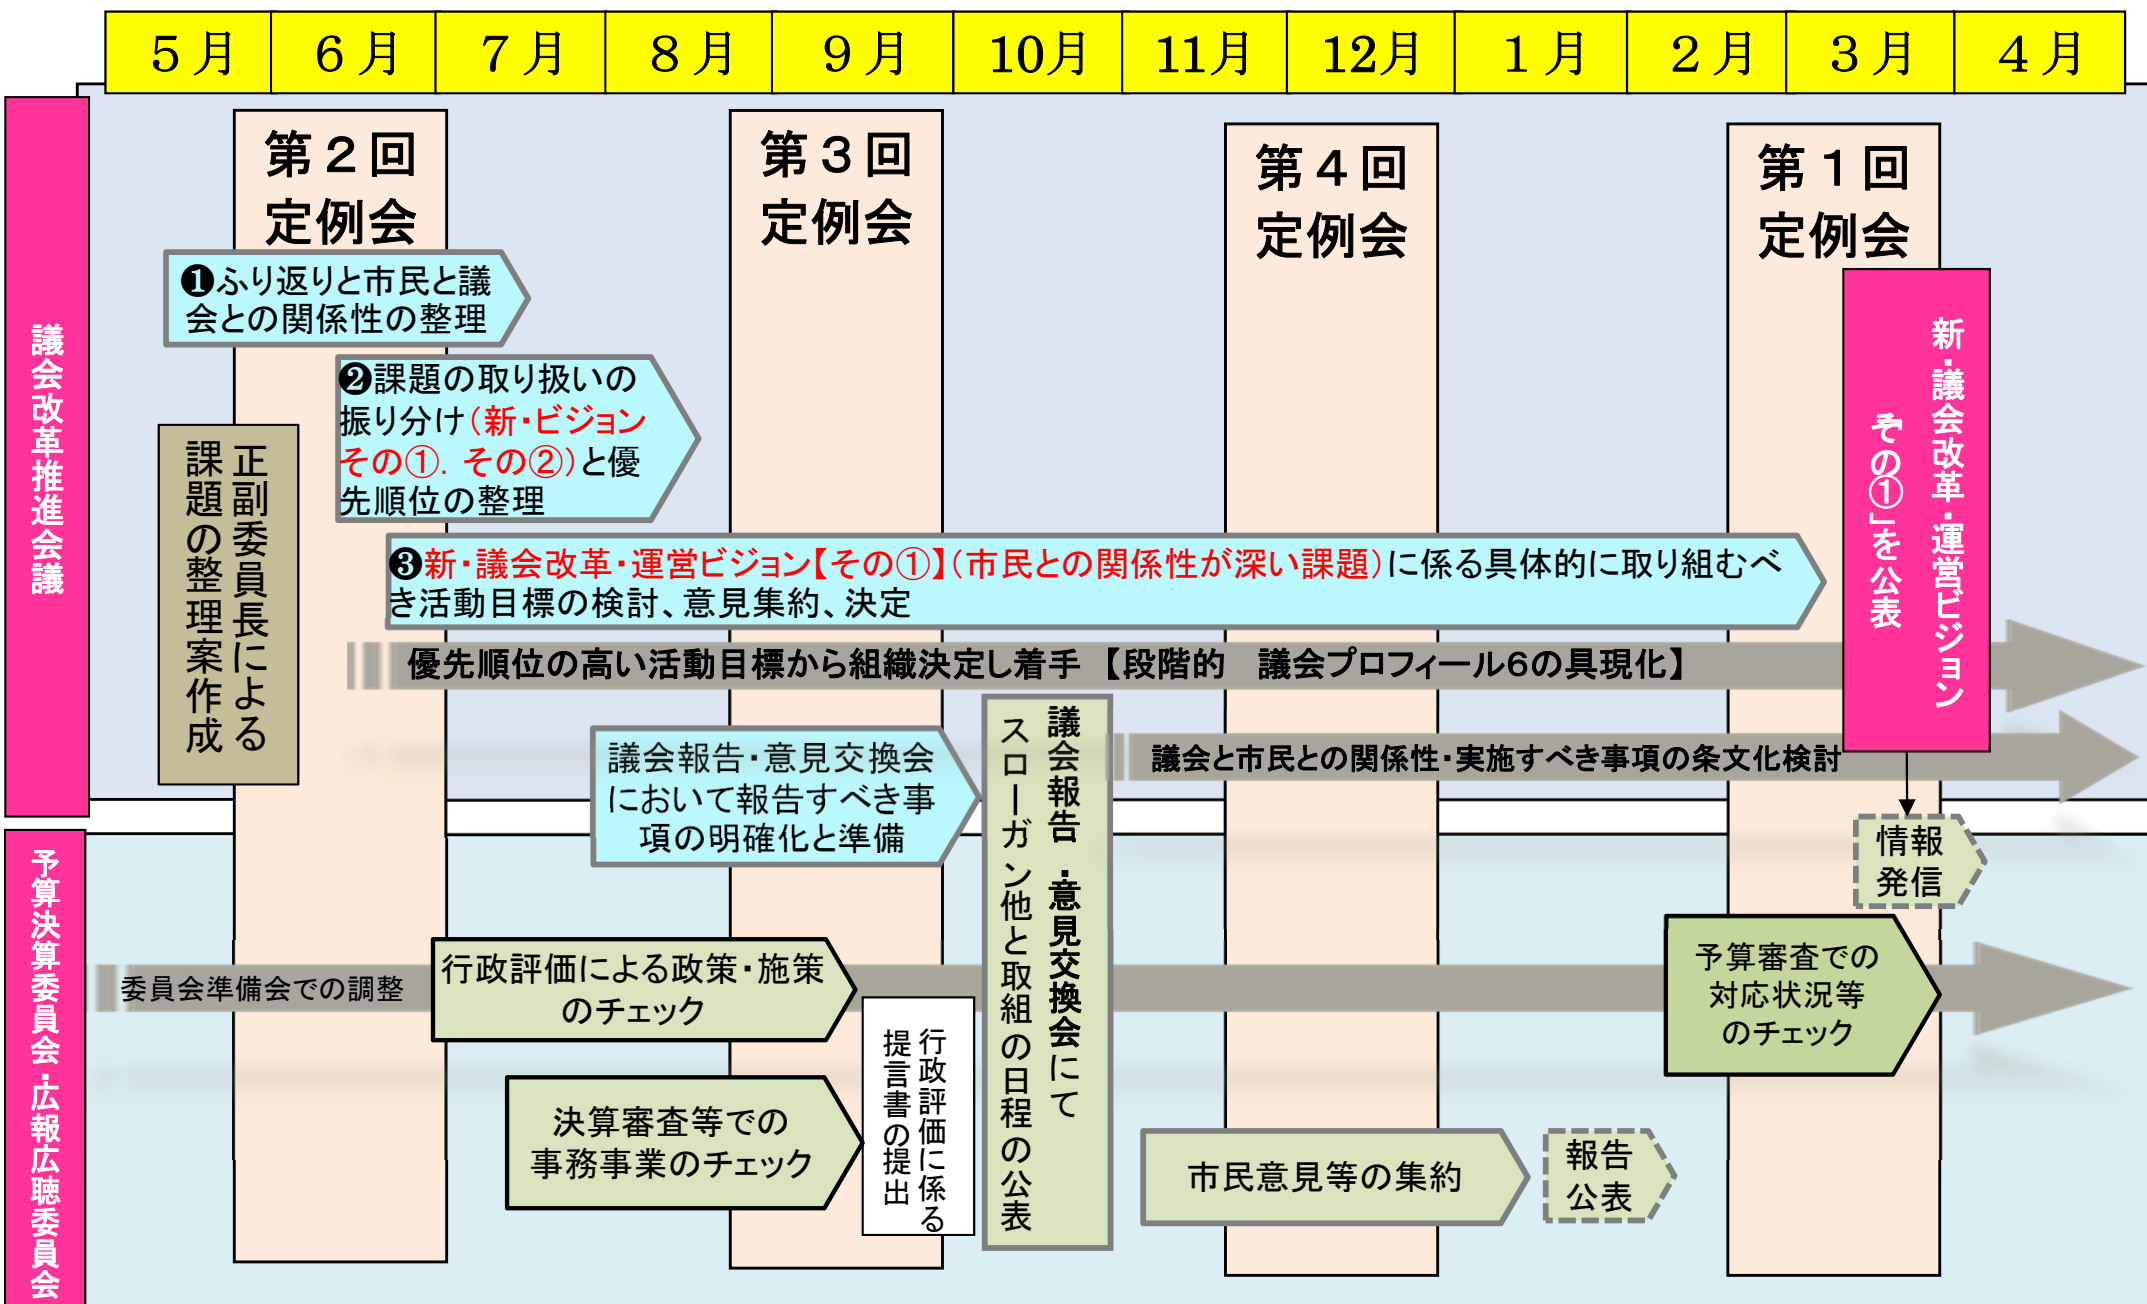 5月 6月 7月 8月 9月 10月 11月 12月 1月 2月 3月 4月
議会改革推進会議
第2回
定例会
第3回
定例会
第4回
定例会
第1回
定例会
❶ふり返りと市民と議
会との関係性の整理
❷課題の取り扱いの
振り分け(新・ビジョン
その①. その②)と優
先順位の整理
正副委員長による
課題の整理案作成
❸新・議会改革・運営ビジョン【その①】(市民との関係性が深い課題)に係る具体的に取り組むべ
き活動目標の検討、意見集約、決定
優先順位の高い活動目標から組織決定し着手 【段階的 議会プロフィール6の具現化】
新・議会改革・運営ビジョン
その①」を公表
議会報告・意見交換会
において報告すべき事
項の明確化と準備
議会報告・意見交換会にて
スローガン他と取組の日程の公表
議会と市民との関係性・実施すべき事項の条文化検討
情報
発信
予算決算委員会・広報広聴委員会
委員会準備会での調整
行政評価による政策・施策
のチェック
予算審査での
対応状況等
のチェック
決算審査等での
事務事業のチェック
行政評価に係る
提言書の提出
市民意見等の集約
報告
公表